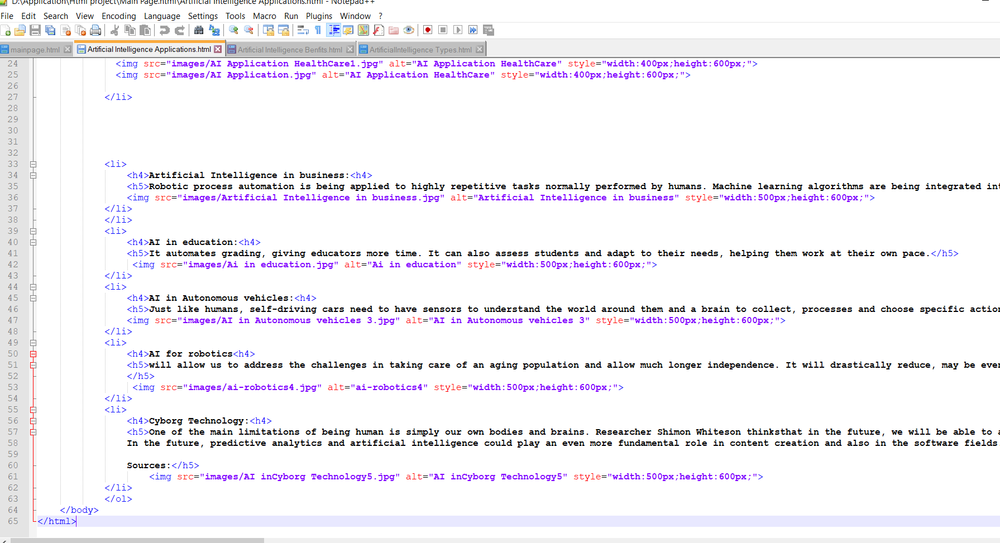 D:\Application\Html project\Main Page.html\Artificial Intelligence Applications.html - Notepad++
File Edit Search View Encoding Language Settings Tools Macro Run Plugins Window ?
mainpage.html Artificial Intelligence Applications.html Artificial Intelligence Benfits.html ArtificialIntelligence Types.html
24 <img src="images/AI Application HealthCare1.jpg" alt="AI Application HealthCare" style="width:400px;height:600px;">
25 <img src="images/AI Application.jpg" alt="AI Application HealthCare" style="width:400px;height:600px;">
26
27 </li>
28
29
30
31
32
33 <li>
34 <h4>Artificial Intelligence in business:<h4>
35 <h5>Robotic process automation is being applied to highly repetitive tasks normally performed by humans. Machine learning algorithms are being integrated int
36 <img src="images/Artificial Intelligence in business.jpg" alt="Artificial Intelligence in business" style="width:500px;height:600px;">
37 </li>
38 </li>
39 <li>
40 <h4>AI in education:<h4>
41 <h5>It automates grading, giving educators more time. It can also assess students and adapt to their needs, helping them work at their own pace.</h5>
42 <img src="images/Ai in education.jpg" alt="Ai in education" style="width:500px;height:600px;">
43 </li>
44 <li>
45 <h4>AI in Autonomous vehicles:<h4>
46 <h5>Just like humans, self-driving cars need to have sensors to understand the world around them and a brain to collect, processes and choose specific action
47 <img src="images/AI in Autonomous vehicles 3.jpg" alt="AI in Autonomous vehicles 3" style="width:500px;height:600px;">
48 </li>
49 <li>
50 <h4>AI for robotics<h4>
51 <h5>will allow us to address the challenges in taking care of an aging population and allow much longer independence. It will drastically reduce, may be even
52 </h5>
53 <img src="images/ai-robotics4.jpg" alt="ai-robotics4" style="width:500px;height:600px;">
54 </li>
55 <li>
56 <h4>Cyborg Technology:<h4>
57 <h5>One of the main limitations of being human is simply our own bodies and brains. Researcher Shimon Whiteson thinksthat in the future, we will be able to a
58 In the future, predictive analytics and artificial intelligence could play an even more fundamental role in content creation and also in the software fields.
59
60 Sources:</h5>
61 <img src="images/AI inCyborg Technology5.jpg" alt="AI inCyborg Technology5" style="width:500px;height:600px;">
62 </li>
63 </ol>
64 </body>
65 </html>